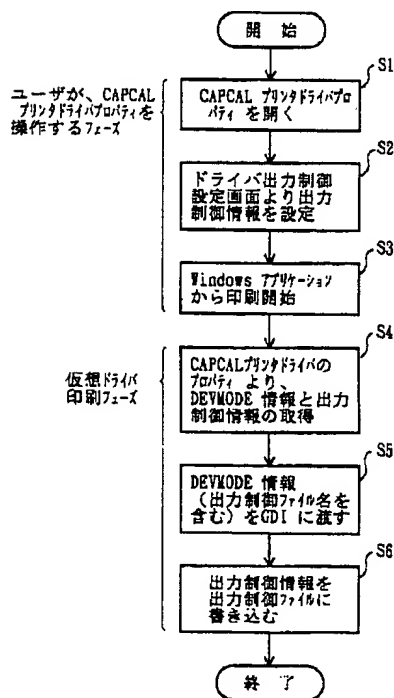 開 始
S1
CAPCAL プリンタドライバプロ
パティ を開く
ユーザが、CAPCAL
プリンタドライバプロパティを
操作するフェーズ
S2
ドライバ出力制御
設定画面より出力
制御情報を設定
S3
Windows アプリケーション
から印刷開始
S4
CAPCALプリンタドライバの
プロパティ より、
DEVMODE 情報と出力
制御情報の取得
仮想ドライバ
印刷フェーズ
S5
DEVMODE 情報
(出力制御ファイル名を
含む)をGDI に渡す
S6
出力制御情報を
出力制御ファイルに
書き込む
終 了